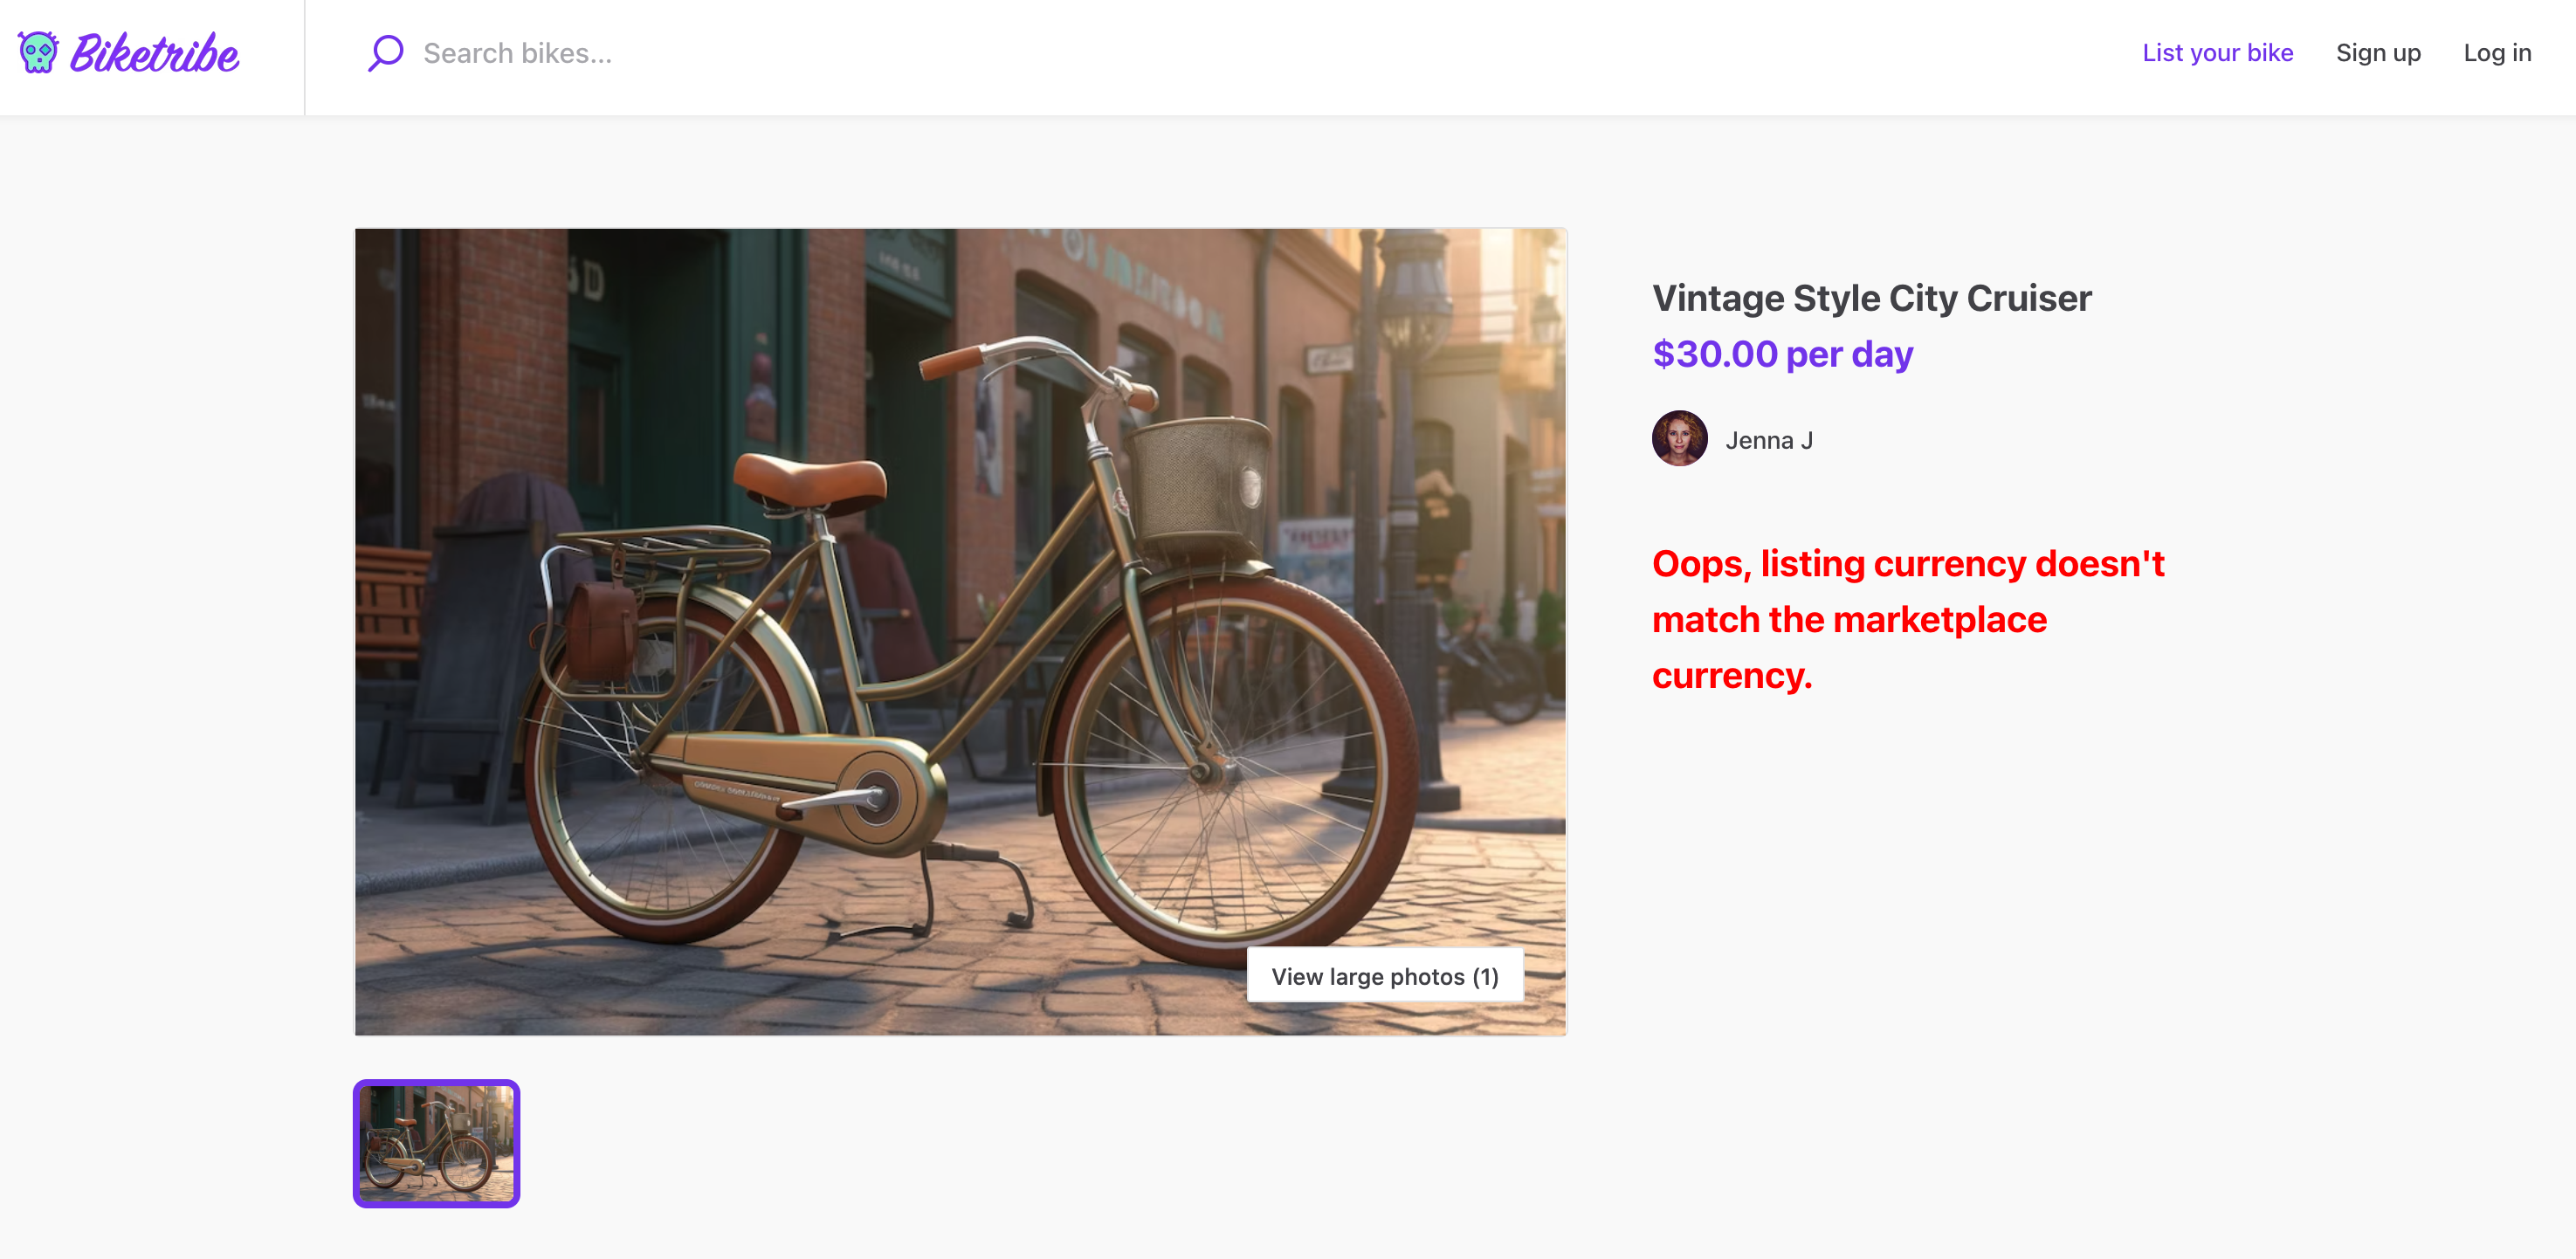 Biketribe
Search bikes...
List your bike
Sign up
Log in
Vintage Style City Cruiser
$30.00 per day
Jenna J
Oops, listing currency doesn't
match the marketplace
currency.
View large photos (1)